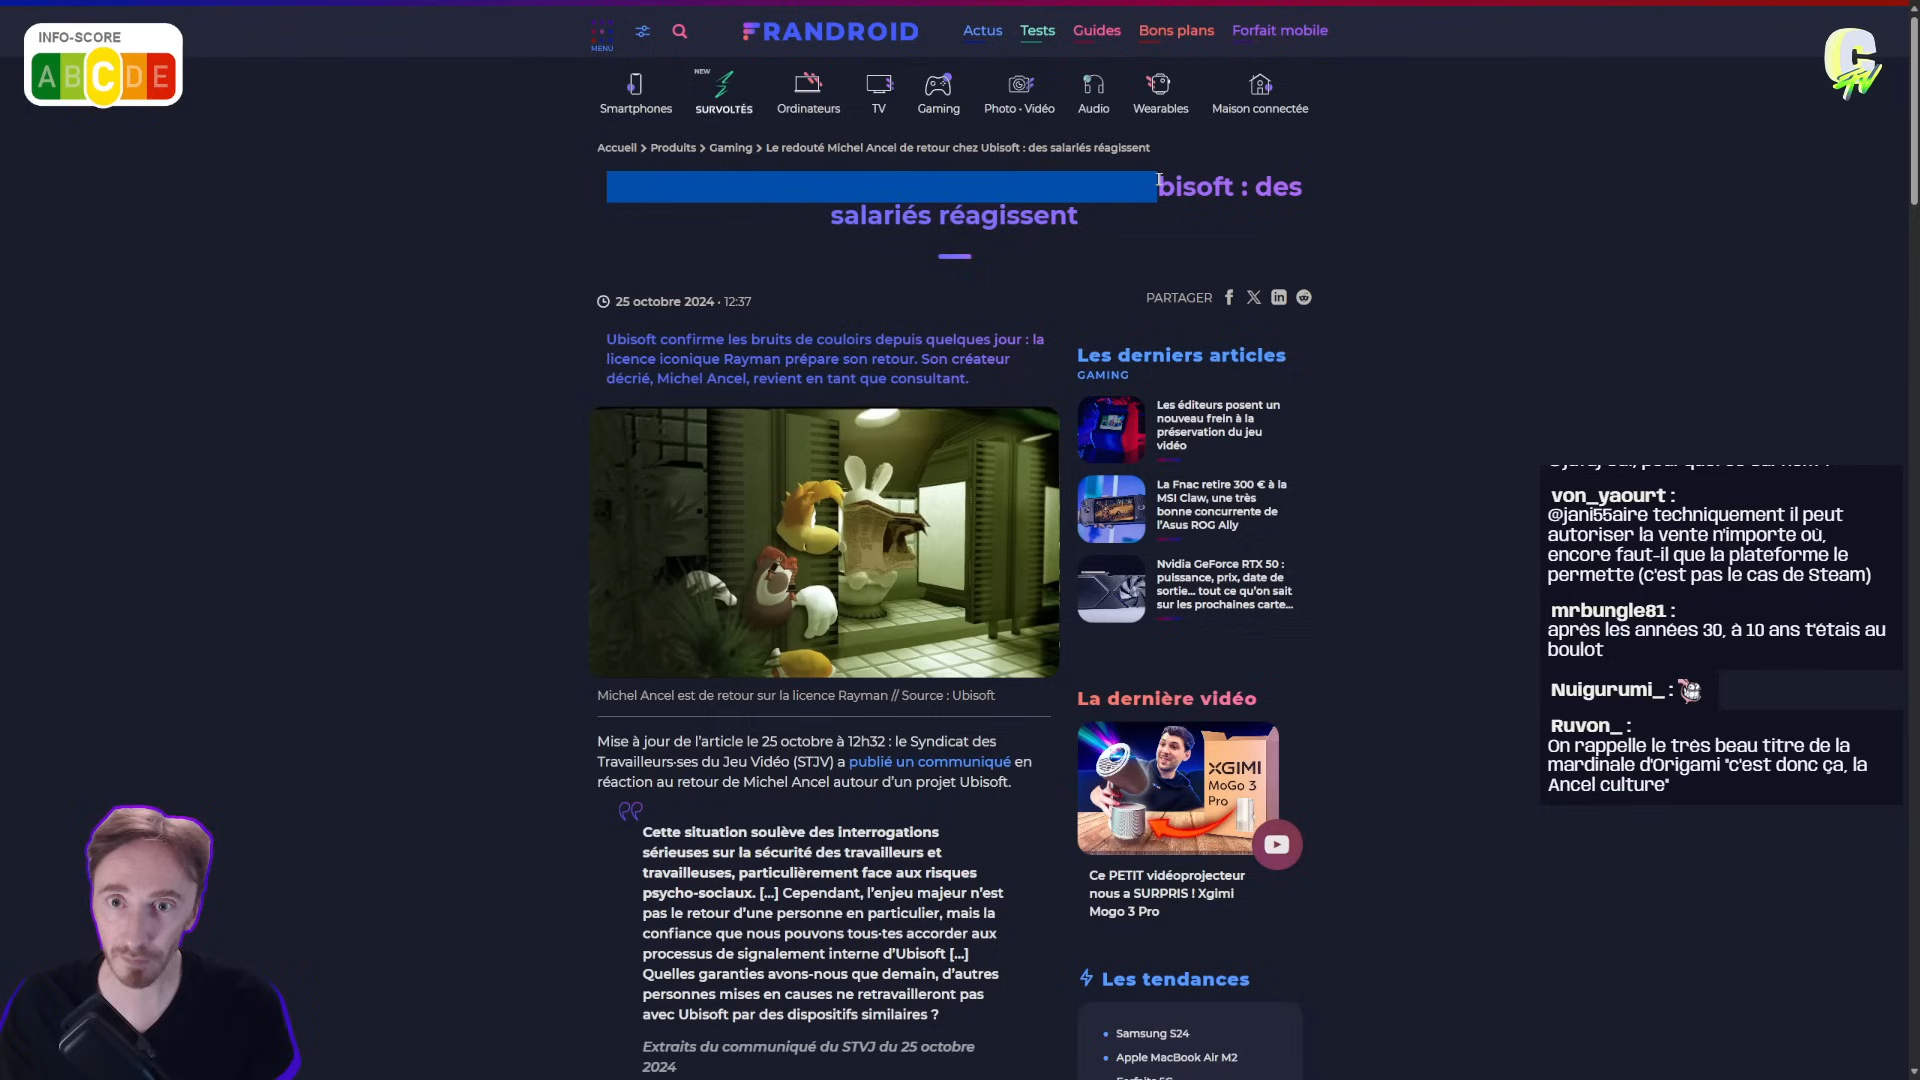 INFO-SCORE
A B C D E
MENU
FRANDROID
Actus
Tests
Guides
Bons plans
Forfait mobile
NEW
Smartphones
SURVOLTÉS
Ordinateurs
TV
Gaming
Photo • Vidéo
Audio
Wearables
Maison connectée
Accueil > Produits > Gaming > Le redouté Michel Ancel de retour chez Ubisoft : des salariés réagissent
bisoft : des
salariés réagissent
25 octobre 2024 • 12:37
PARTAGER
Ubisoft confirme les bruits de couloirs depuis quelques jour : la
licence iconique Rayman prépare son retour. Son créateur
décrié, Michel Ancel, revient en tant que consultant.
Michel Ancel est de retour sur la licence Rayman // Source : Ubisoft
Mise à jour de l'article le 25 octobre à 12h32 : le Syndicat des
Travailleurs·ses du Jeu Vidéo (STJV) a publié un communiqué en
réaction au retour de Michel Ancel autour d'un projet Ubisoft.
Cette situation soulève des interrogations
sérieuses sur la sécurité des travailleurs et
travailleuses, particulièrement face aux risques
psycho-sociaux. [...] Cependant, l'enjeu majeur n'est
pas le retour d'une personne en particulier, mais la
confiance que nous pouvons tous·tes accorder aux
processus de signalement interne d'Ubisoft [...]
Quelles garanties avons-nous que demain, d'autres
personnes mises en causes ne retravailleront pas
avec Ubisoft par des dispositifs similaires ?
Extraits du communiqué du STVJ du 25 octobre
2024
Les derniers articles
GAMING
Les éditeurs posent un
nouveau frein à la
préservation du jeu
vidéo
La Fnac retire 300 € à la
MSI Claw, une très
bonne concurrente de
l'Asus ROG Ally
Nvidia GeForce RTX 50 :
puissance, prix, date de
sortie... tout ce qu'on sait
sur les prochaines carte...
La dernière vidéo
XGIMI
MoGo 3
Pro
Ce PETIT vidéoprojecteur
nous a SURPRIS ! Xgimi
Mogo 3 Pro
Les tendances
Samsung S24
Apple MacBook Air M2
von_yaourt :
@jani55aire techniquement il peut
autoriser la vente n'importe où,
encore faut-il que la plateforme le
permette (c'est pas le cas de Steam)
mrbungle81 :
après les années 30, à 10 ans t'étais au
boulot
Nuigurumi_ :
Ruvon_ :
On rappelle le très beau titre de la
mardinale d'Origami "c'est donc ça, la
Ancel culture"